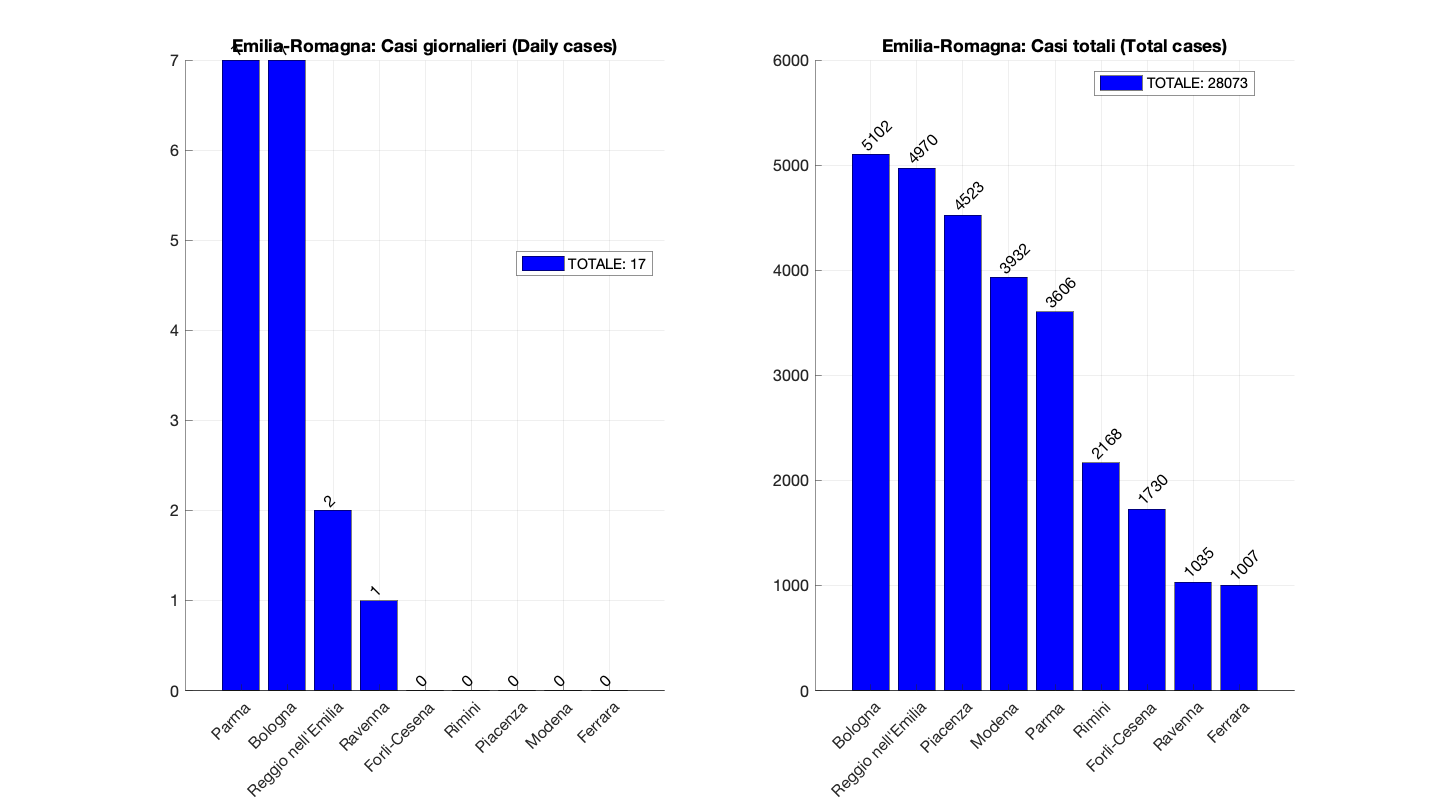 Emilia-Romagna: Casi giornalieri (Daily cases)
7
6
5
4
3
2
1
0
TOTALE: 17
7
7
2
1
0
0
0
0
0
Parma
Bologna
Reggio nell'Emilia
Ravenna
Forlì-Cesena
Rimini
Piacenza
Modena
Ferrara
Emilia-Romagna: Casi totali (Total cases)
6000
5000
4000
3000
2000
1000
0
TOTALE: 28073
5102
4970
4523
3932
3606
2168
1730
1035
1007
Bologna
Reggio nell'Emilia
Piacenza
Modena
Parma
Rimini
Forlì-Cesena
Ravenna
Ferrara